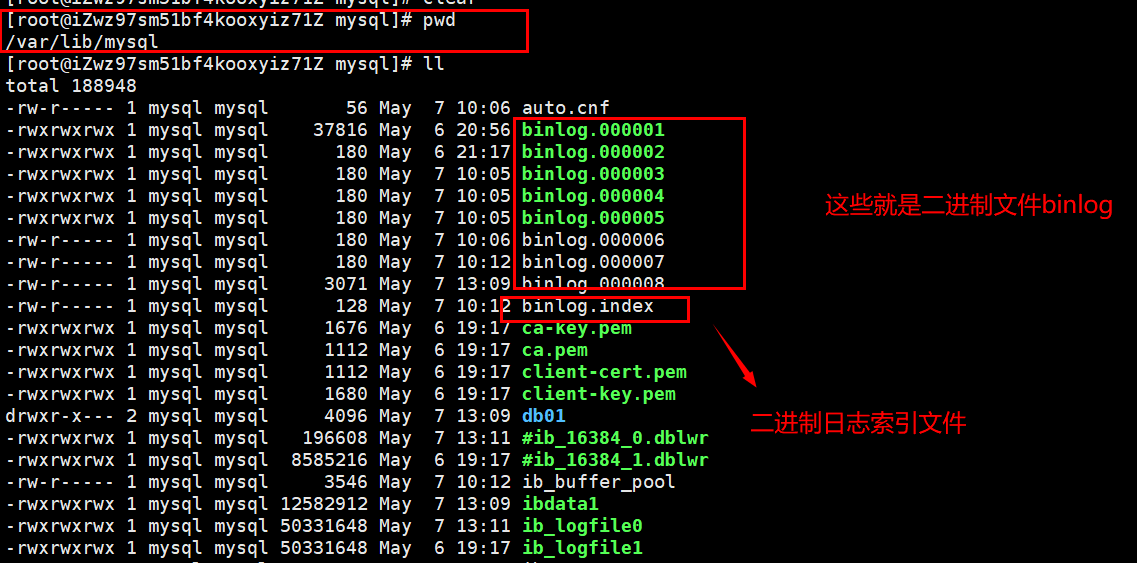 [root@iZwz97sm51bf4kooxyiz71Z mysql]# clear
[root@iZwz97sm51bf4kooxyiz71Z mysql]# pwd
/var/lib/mysql
[root@iZwz97sm51bf4kooxyiz71Z mysql]# ll
total 188948
-rw-r----- 1 mysql mysql       56 May  7 10:06 auto.cnf
-rwxrwxrwx 1 mysql mysql    37816 May  6 20:56 binlog.000001
-rwxrwxrwx 1 mysql mysql      180 May  6 21:17 binlog.000002
-rwxrwxrwx 1 mysql mysql      180 May  7 10:05 binlog.000003
-rwxrwxrwx 1 mysql mysql      180 May  7 10:05 binlog.000004
-rwxrwxrwx 1 mysql mysql      180 May  7 10:05 binlog.000005
-rw-r----- 1 mysql mysql      180 May  7 10:06 binlog.000006
-rw-r----- 1 mysql mysql      180 May  7 10:12 binlog.000007
-rw-r----- 1 mysql mysql     3071 May  7 13:09 binlog.000008
这些就是二进制文件binlog
-rw-r----- 1 mysql mysql      128 May  7 10:12 binlog.index
-rwxrwxrwx 1 mysql mysql     1676 May  6 19:17 ca-key.pem
-rwxrwxrwx 1 mysql mysql     1112 May  6 19:17 ca.pem
-rwxrwxrwx 1 mysql mysql     1112 May  6 19:17 client-cert.pem
-rwxrwxrwx 1 mysql mysql     1680 May  6 19:17 client-key.pem
drwxr-x--- 2 mysql mysql     4096 May  7 13:09 db01
二进制日志索引文件
-rwxrwxrwx 1 mysql mysql   196608 May  7 13:11 #ib_16384_0.dblwr
-rwxrwxrwx 1 mysql mysql  8585216 May  6 19:17 #ib_16384_1.dblwr
-rw-r----- 1 mysql mysql     3546 May  7 10:12 ib_buffer_pool
-rwxrwxrwx 1 mysql mysql 12582912 May  7 13:09 ibdata1
-rwxrwxrwx 1 mysql mysql 50331648 May  7 13:11 ib_logfile0
-rwxrwxrwx 1 mysql mysql 50331648 May  6 19:17 ib_logfile1